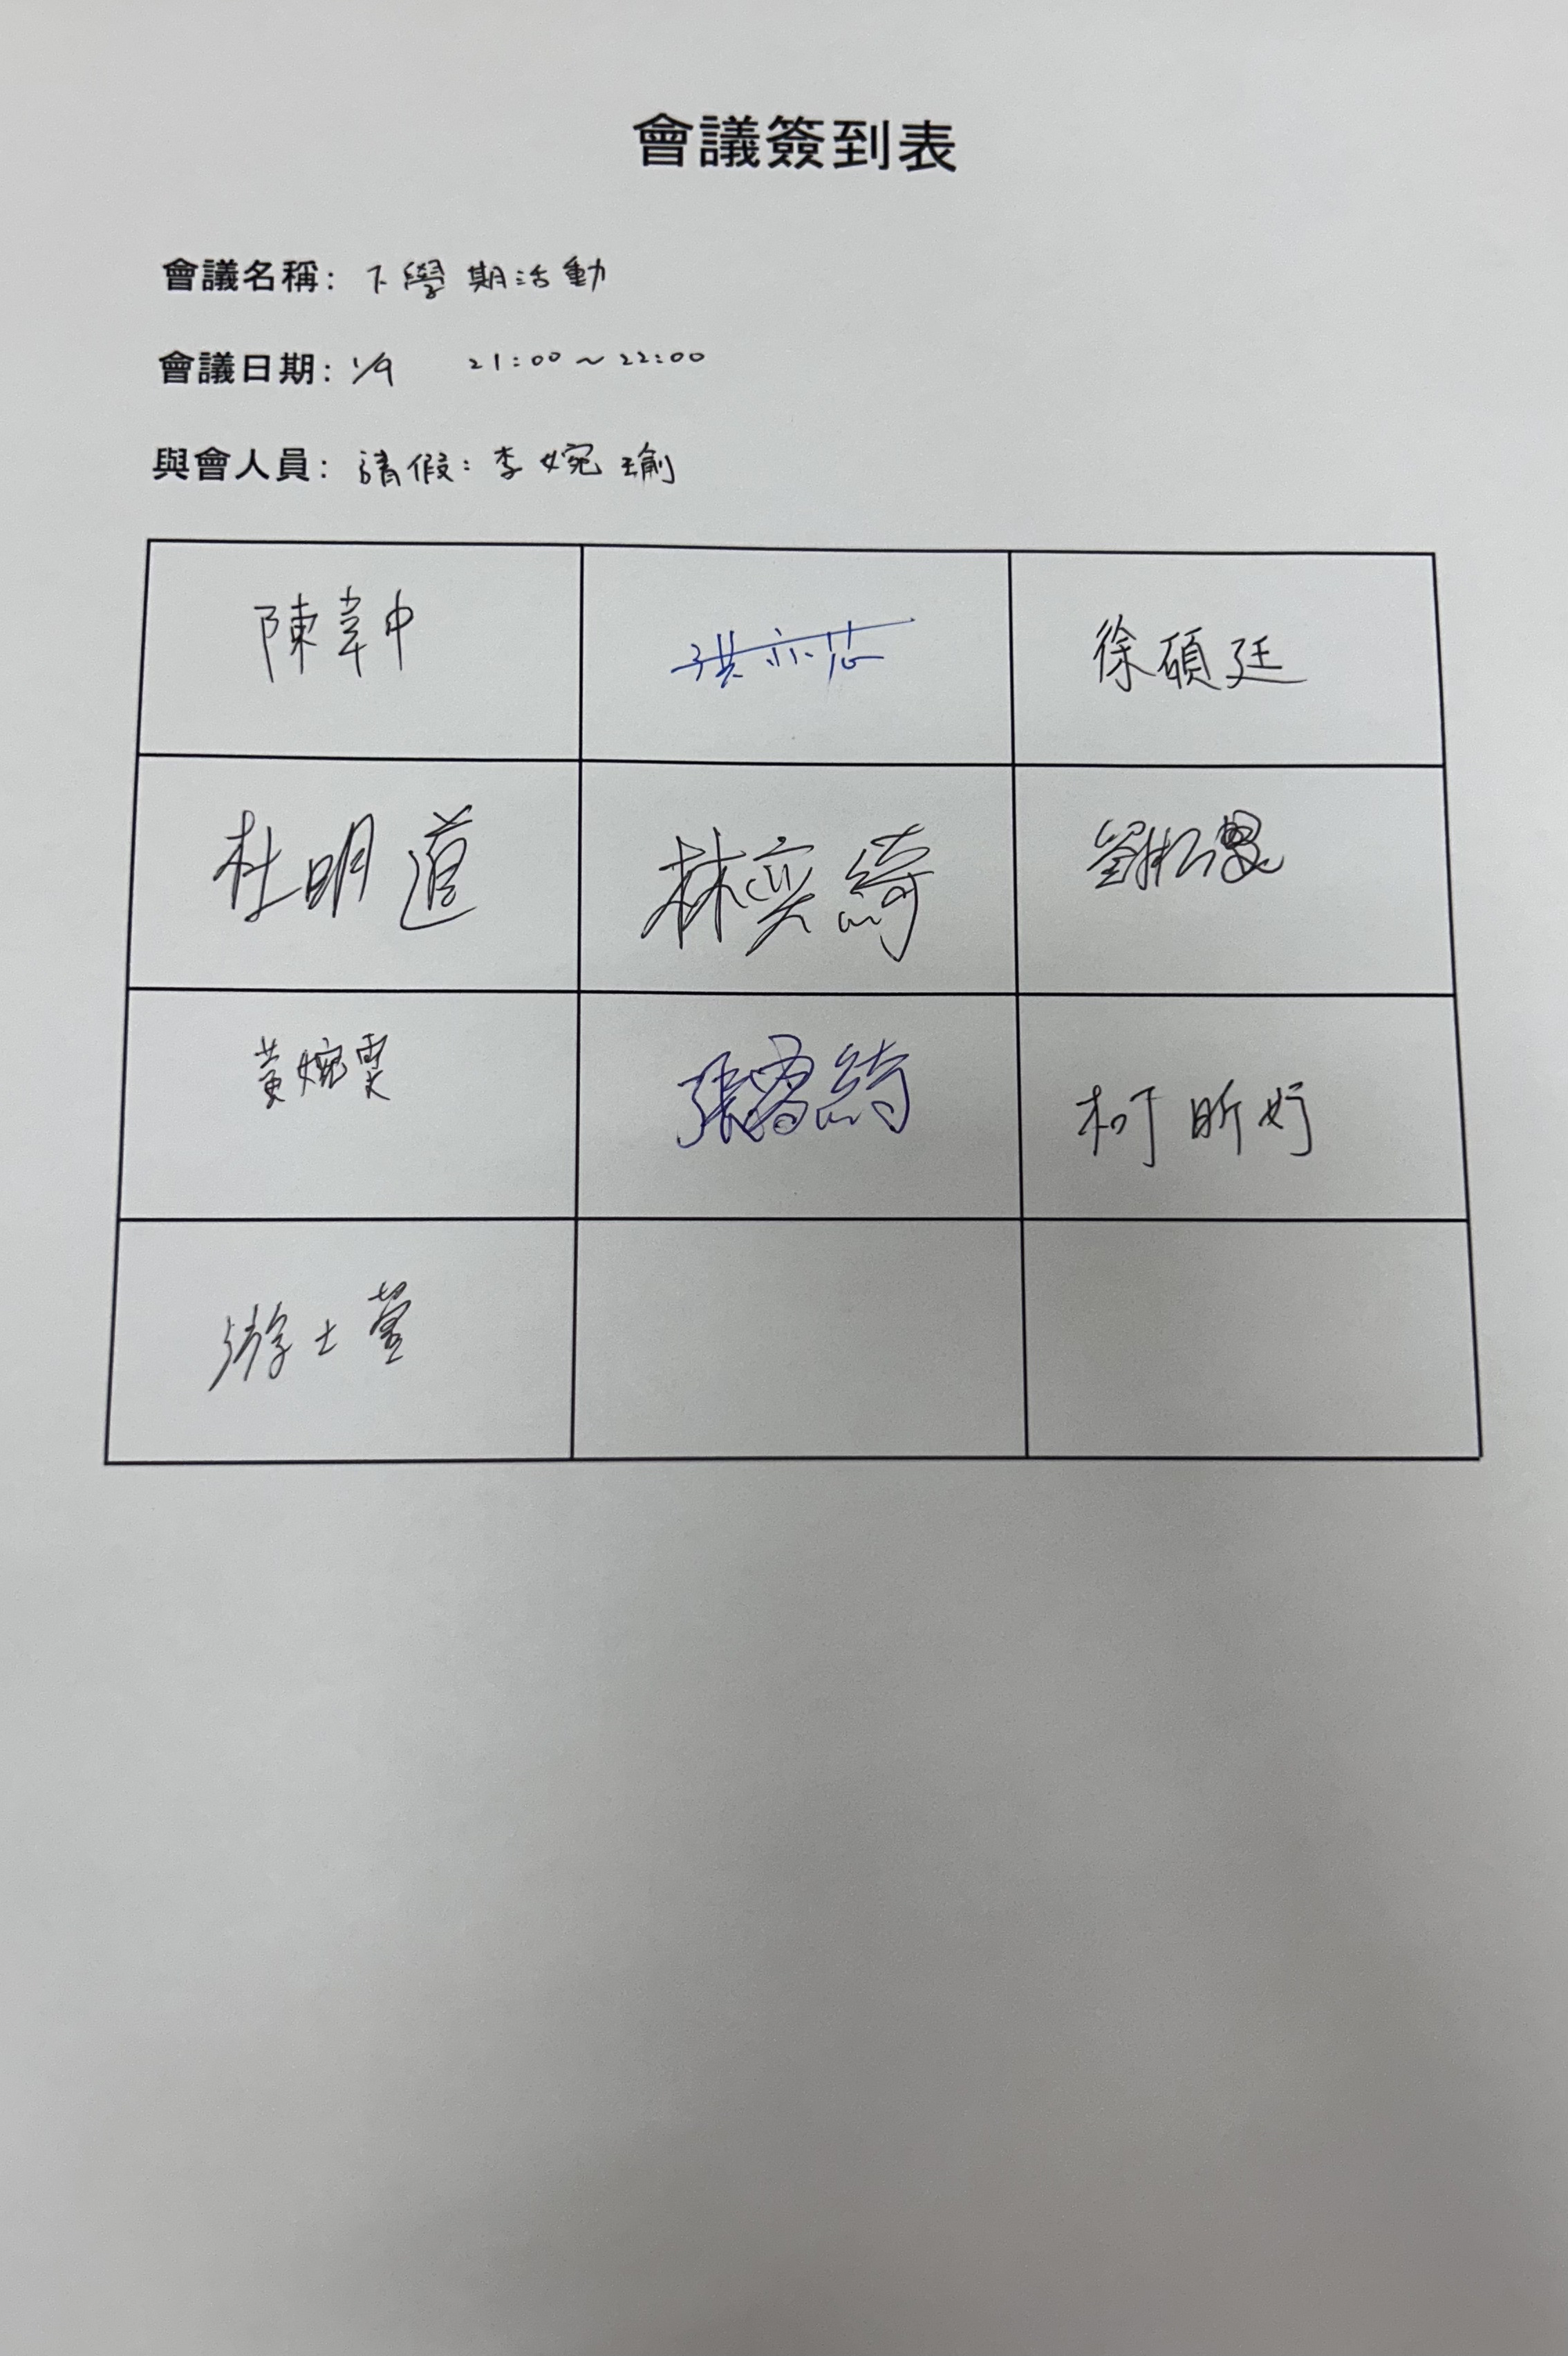 會議簽到表
會議名稱: 下學期活動
會議日期: 1/9 21:00~22:00
與會人員: 請假: 李婉瑜
陳韋中 洪亦芯 徐碩廷
杜明道 林奕綺 劉
黃婉雯 張喬綺 柯昕妤
游士萱